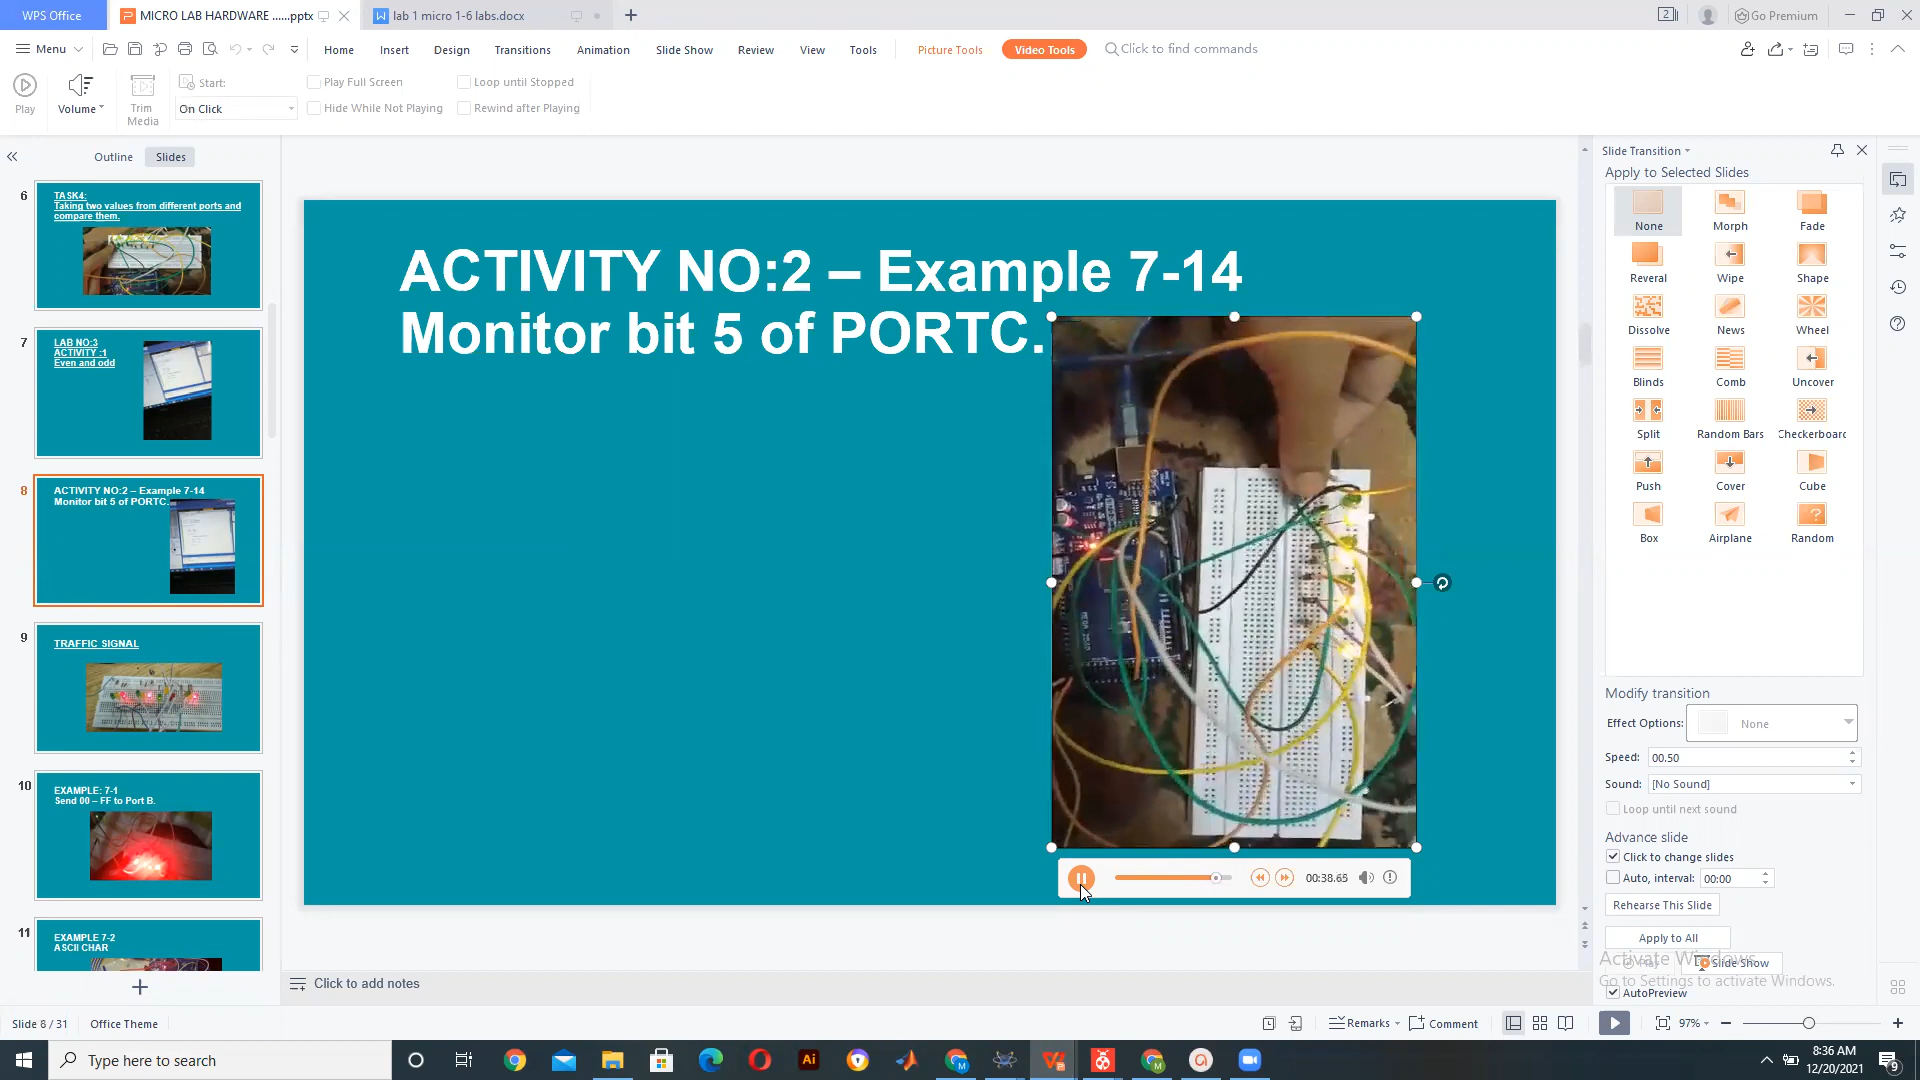 WPS Office
MICRO LAB HARDWARE ......pptx
lab 1 micro 1-6 labs.docx
2
Go Premium
Menu
Home
Insert
Design
Transitions
Animation
Slide Show
Review
View
Tools
Picture Tools
Video Tools
Click to find commands
Play
Volume
Trim
Media
Start:
On Click
Play Full Screen
Hide While Not Playing
Loop until Stopped
Rewind after Playing
Outline
Slides
6
TASK4:
Taking two values from different ports and
compare them.
7
LAB NO:3
ACTIVITY :1
Even and odd
8
ACTIVITY NO:2 – Example 7-14
Monitor bit 5 of PORTC.
9
TRAFFIC SIGNAL
10
EXAMPLE: 7-1
Send 00 – FF to Port B.
11
EXAMPLE 7-2
ASCII CHAR
ACTIVITY NO:2 – Example 7-14
Monitor bit 5 of PORTC.
00:38.65
Click to add notes
Slide Transition
Apply to Selected Slides
None
Morph
Fade
Reveral
Wipe
Shape
Dissolve
News
Wheel
Blinds
Comb
Uncover
Split
Random Bars
Checkerboard
Push
Cover
Cube
Box
Airplane
Random
Modify transition
Effect Options:
None
Speed:
00.50
Sound:
[No Sound]
Loop until next sound
Advance slide
Click to change slides
Auto, interval:
00:00
Rehearse This Slide
Apply to All
Play
Slide Show
AutoPreview
Activate Windows
Go to Settings to activate Windows.
Slide 8 / 31
Office Theme
Remarks
Comment
97%
Type here to search
Ai
8:36 AM
12/20/2021
9